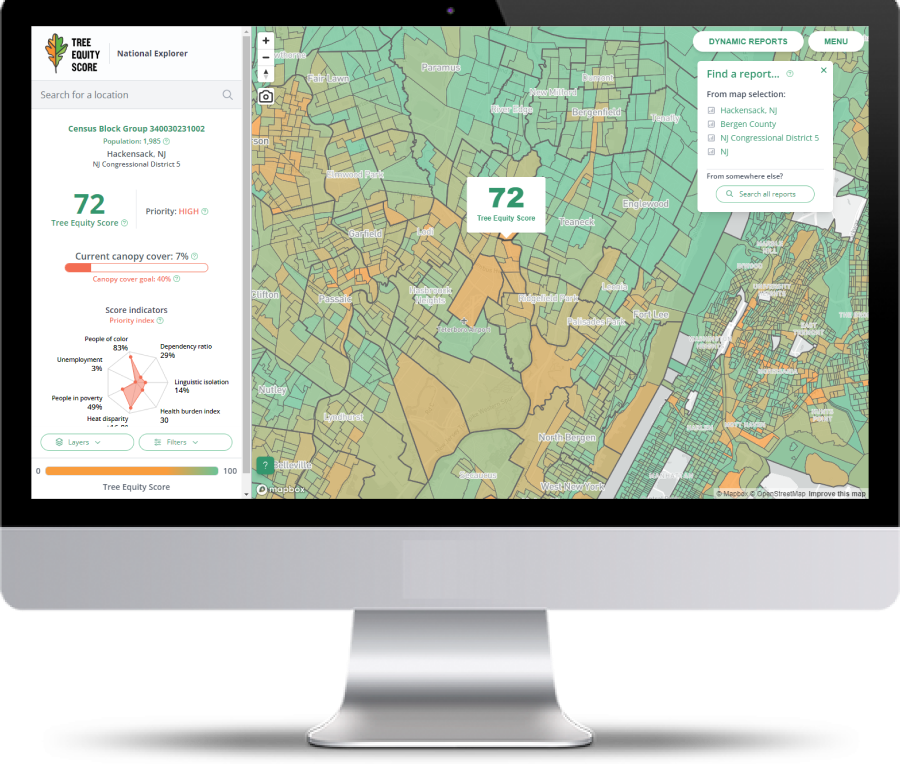 TREE
EQUITY
SCORE
National Explorer
Search for a location
Census Block Group 340030231002
Population: 1,985
Hackensack, NJ
NJ Congressional District 5
72
Tree Equity Score
Priority: HIGH
Current canopy cover: 7%
Canopy cover goal: 40%
Score indicators
Priority index
People of color
83%
Dependency ratio
29%
Unemployment
3%
Linguistic isolation
14%
People in poverty
49%
Health burden index
30
Heat disparity
Layers
Filters
0
100
Tree Equity Score
DYNAMIC REPORTS
MENU
Find a report...
From map selection:
Hackensack, NJ
Bergen County
NJ Congressional District 5
NJ
From somewhere else?
Search all reports
72
Tree Equity Score
Fair Lawn
Paramus
Dumont
New Milford
River Edge
Bergenfield
Tenafly
son
Elmwood Park
Englewood
Teaneck
Garfield
Lodi
Clifton
Passaic
Hasbrouck
Heights
Leonia
Ridgefield Park
Fort Lee
Palisades Park
Nutley
Lyndhurst
North Bergen
Secaucus
Belleville
West New York
mapbox
© Mapbox © OpenStreetMap Improve this map